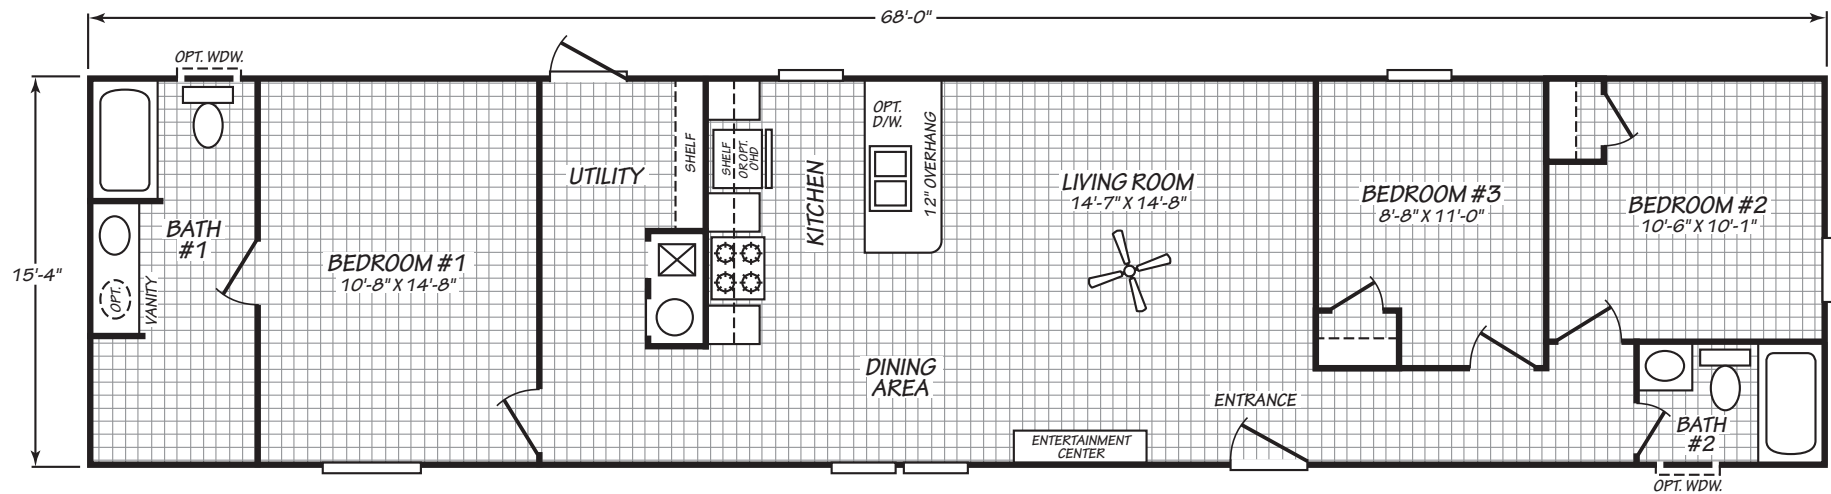 68'-0"
OPT. WDW.
15'-4"
BATH
#1
OPT.
VANITY
BEDROOM #1
10'-8" X 14'-8"
UTILITY
SHELF
SHELF
OR OPT.
O'HD
KITCHEN
OPT.
D/W.
12" OVERHANG
DINING
AREA
LIVING ROOM
14'-7" X 14'-8"
ENTERTAINMENT
CENTER
ENTRANCE
BEDROOM #3
8'-8" X 11'-0"
BEDROOM #2
10'-6" X 10'-1"
BATH
#2
OPT. WDW.